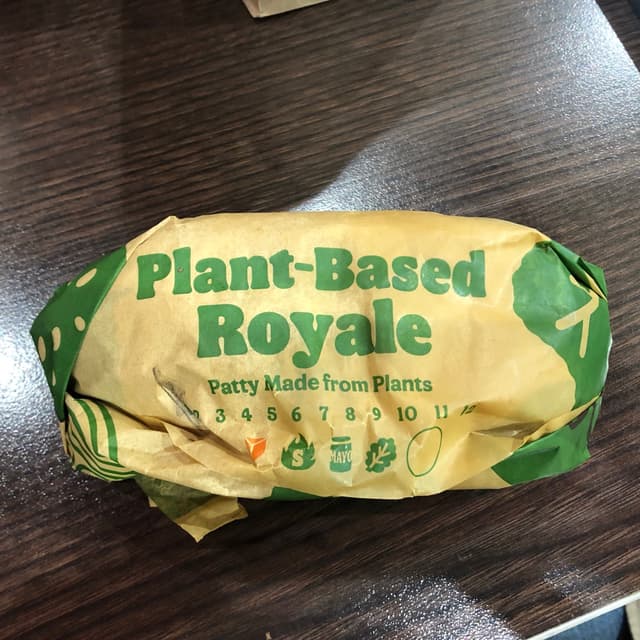 Plant-Based
Royale
Patty Made from Plants
3 4 5 6 7 8 9 10 11
S MAYO